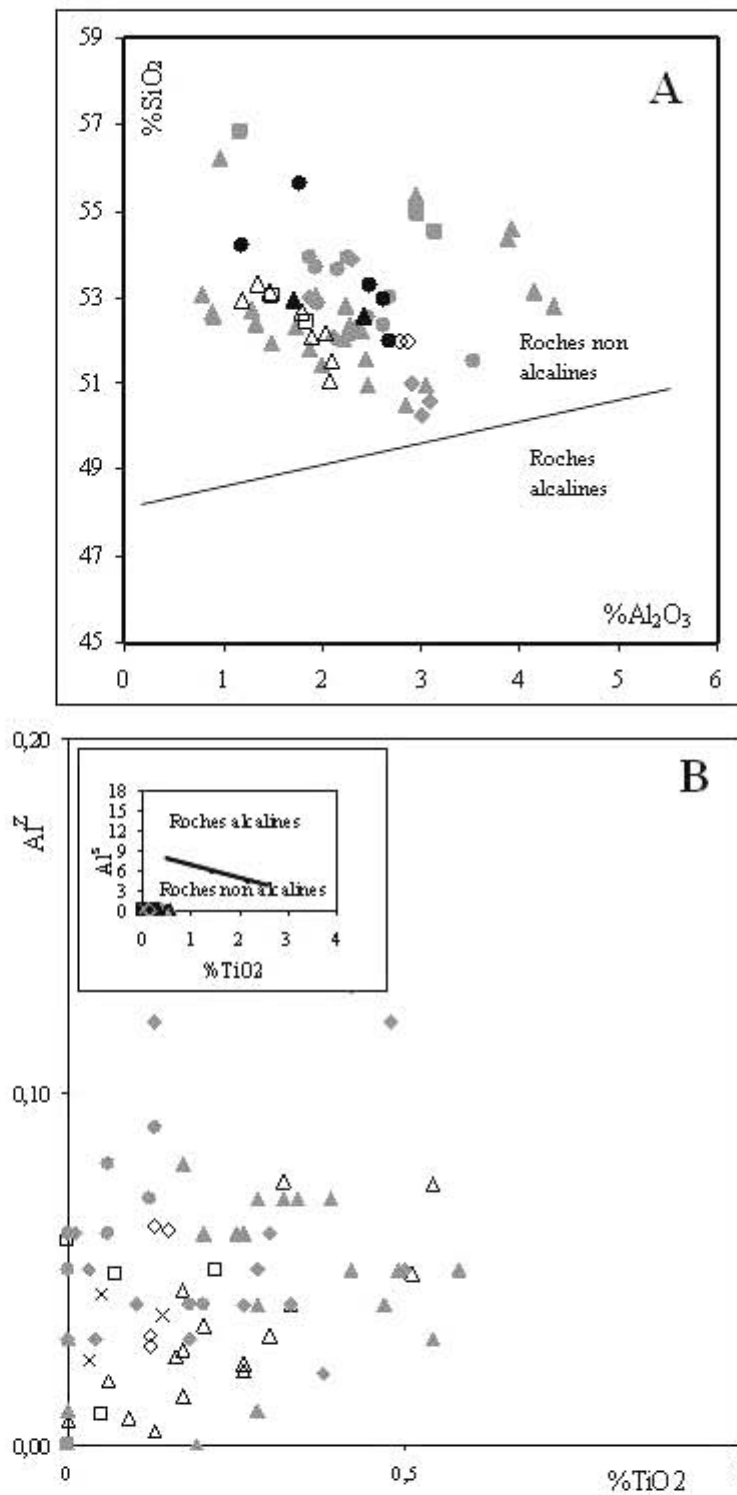 59
57
55
53
51
49
47
45
%SiO₂
A
Roches non
alcalines
Roches
alcalines
%Al₂O₃
0 1 2 3 4 5 6
0,20
0,10
0,00
Al^Z
B
18
15
12
9
6
3
0
Al^s
Roches alcalines
Roches non alcalines
0 1 2 3 4
%TiO2
0 0,5
%TiO2